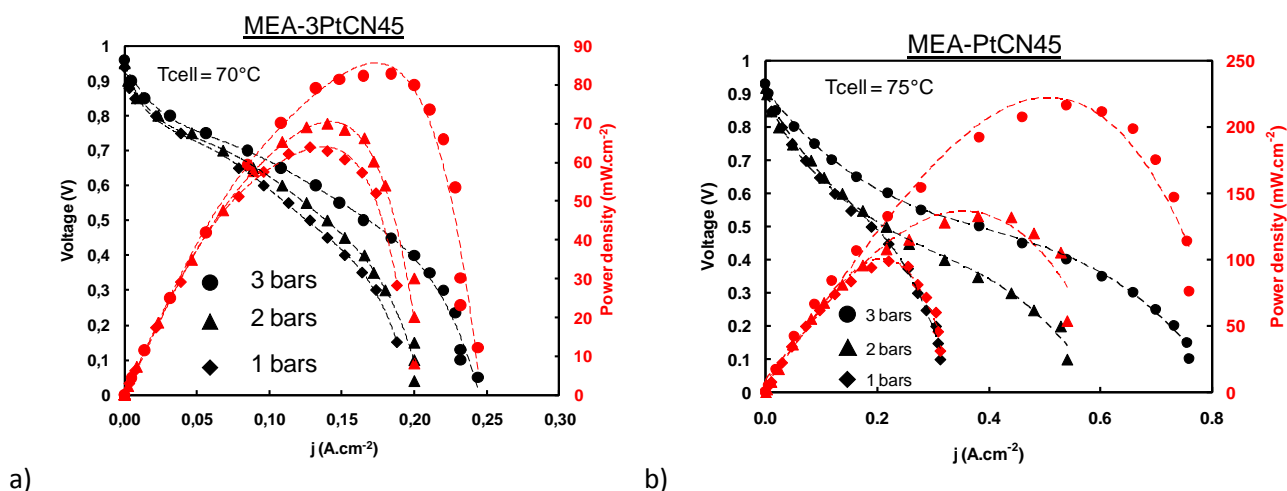 MEA-3PtCN45
Tcell = 70°C
Voltage (V)
1
0,9
0,8
0,7
0,6
0,5
0,4
0,3
0,2
0,1
0
90
80
70
60
50
40
30
20
10
0
Power density (mW.cm-2)
3 bars
2 bars
1 bars
0,00 0,05 0,10 0,15 0,20 0,25 0,30
j (A.cm-2)
a)
MEA-PtCN45
Tcell = 75°C
Voltage (V)
1
0.9
0.8
0.7
0.6
0.5
0.4
0.3
0.2
0.1
0
250
200
150
100
50
0
Power density (mW.cm-2)
3 bars
2 bars
1 bars
0.0 0.2 0.4 0.6 0.8
j (A.cm-2)
b)